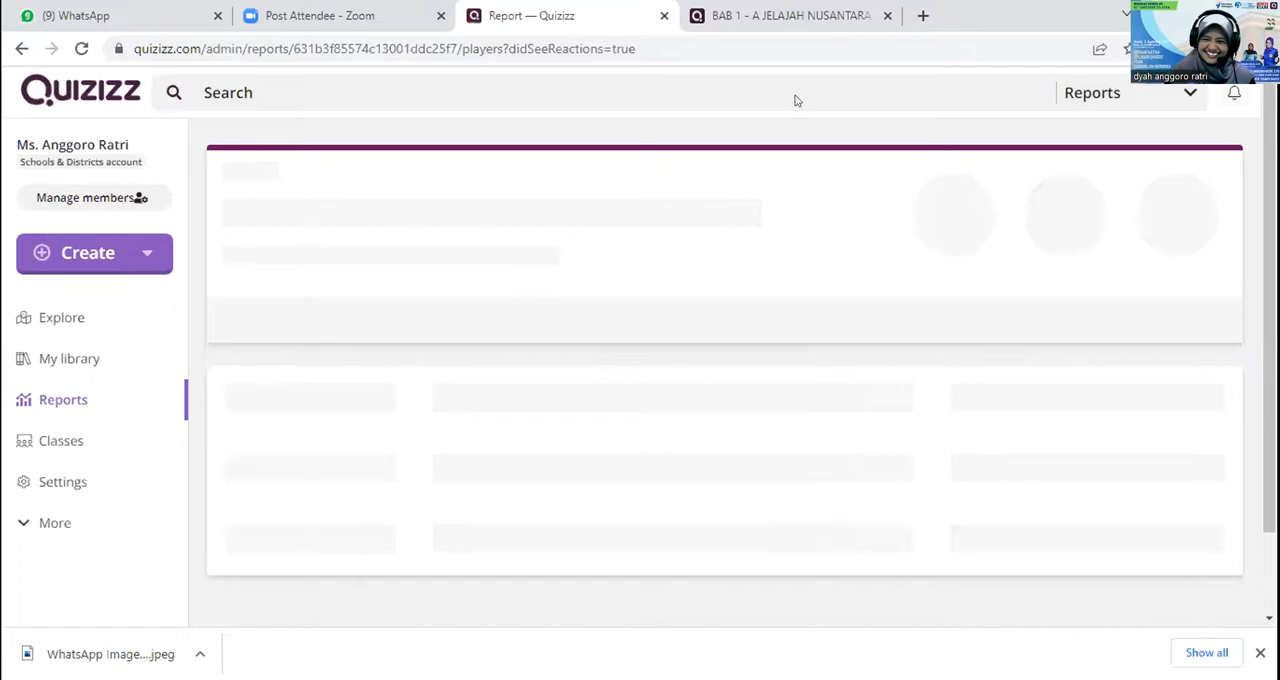 (9) WhatsApp
Post Attendee - Zoom
Report — Quizizz
BAB 1 - A JELAJAH NUSANTARA
quizizz.com/admin/reports/631b3f85574c13001ddc25f7/players?didSeeReactions=true
dyah anggoro ratri
QUIZIZZ
Search
Reports
Ms. Anggoro Ratri
Schools & Districts account
Manage members
Create
Explore
My library
Reports
Classes
Settings
More
WhatsApp Image....jpeg
Show all